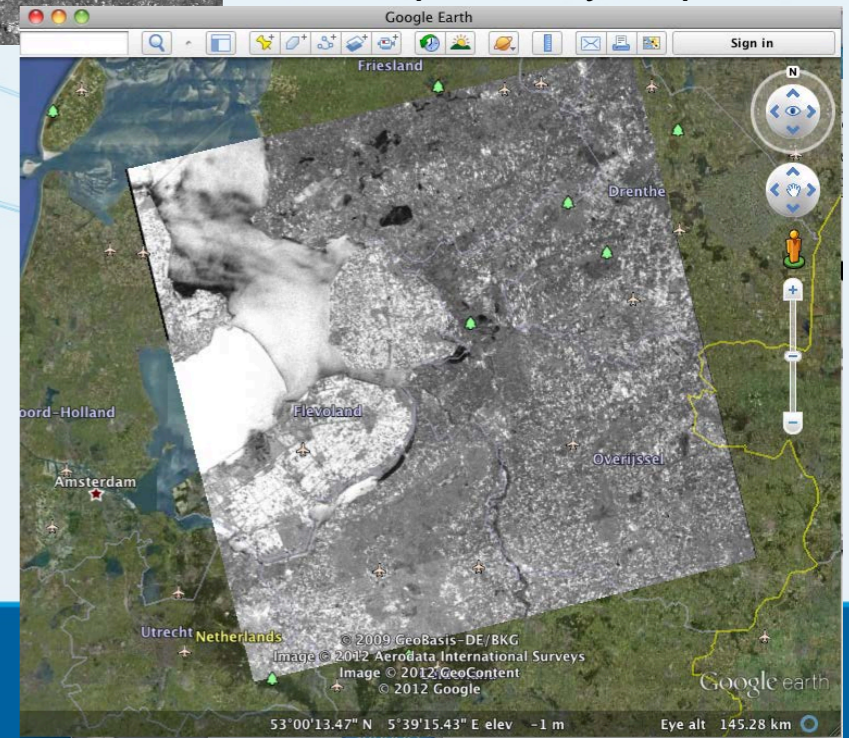 Google Earth
Sign in
N
Friesland
Drenthe
oord-Holland
Flevoland
Overijssel
Amsterdam
Utrecht Netherlands
© 2009 GeoBasis-DE/BKG
Image © 2012 Aerodata International Surveys
Image © 2012 GeoContent
© 2012 Google
Google earth
53°00'13.47" N 5°39'15.43" E elev -1 m Eye alt 145.28 km